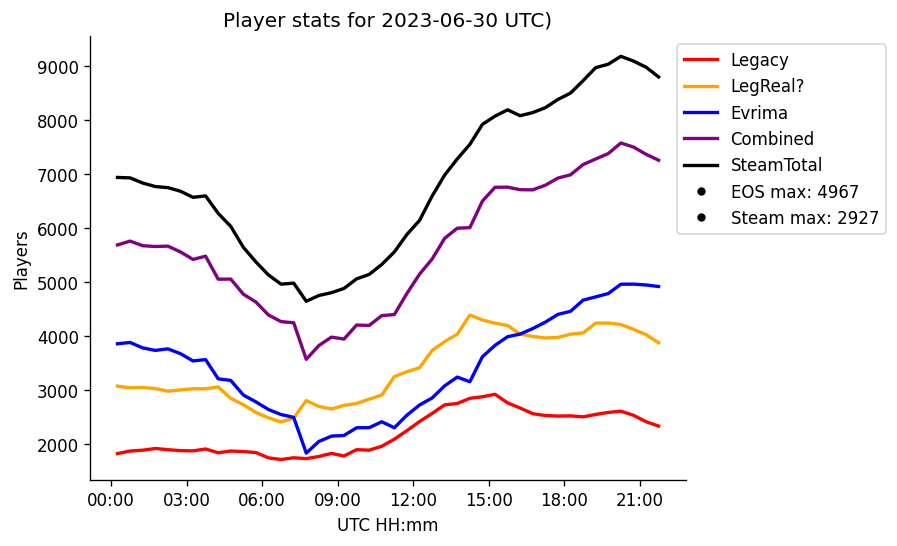 Player stats for 2023-06-30 UTC)
9000
8000
7000
6000
5000
4000
3000
2000
Players
00:00 03:00 06:00 09:00 12:00 15:00 18:00 21:00
UTC HH:mm
Legacy
LegReal?
Evrima
Combined
SteamTotal
EOS max: 4967
Steam max: 2927